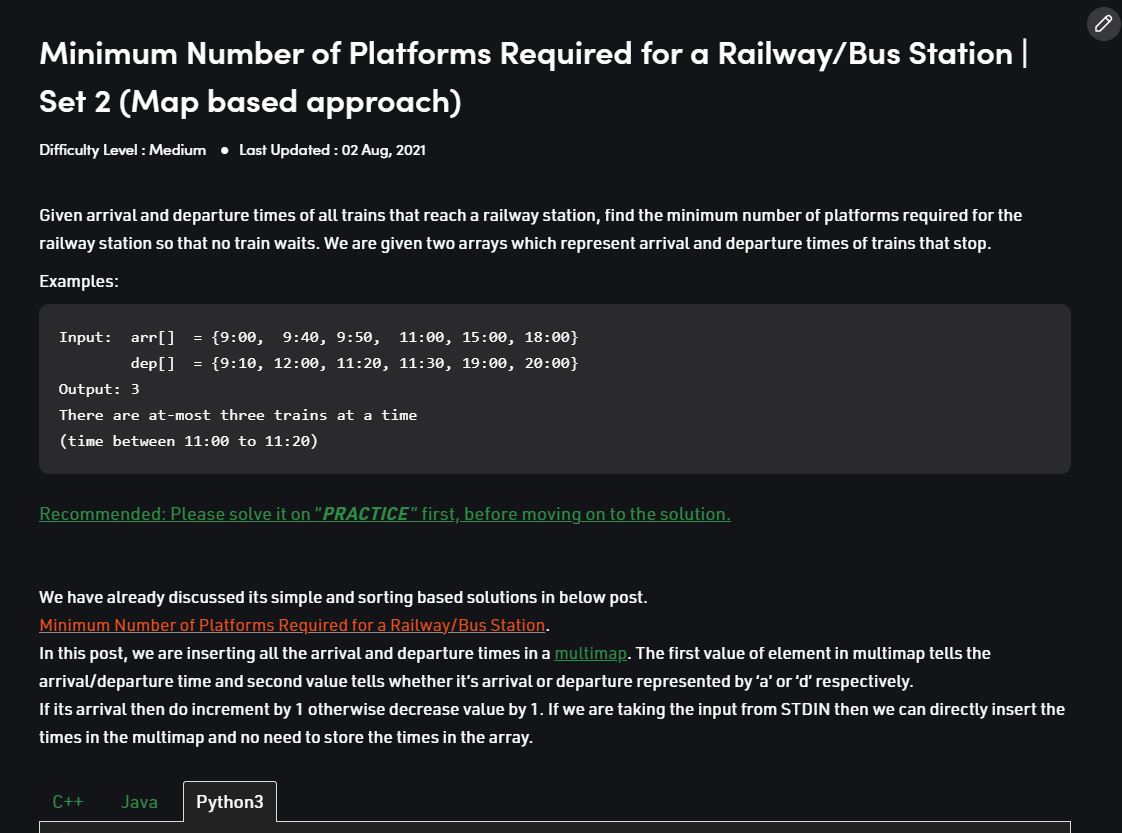 Minimum Number of Platforms Required for a Railway/Bus Station |
Set 2 (Map based approach)
Difficulty Level : Medium ● Last Updated : 02 Aug, 2021
Given arrival and departure times of all trains that reach a railway station, find the minimum number of platforms required for the
railway station so that no train waits. We are given two arrays which represent arrival and departure times of trains that stop.
Examples:
Input:  arr[]  = {9:00,  9:40, 9:50,  11:00, 15:00, 18:00}
        dep[]  = {9:10, 12:00, 11:20, 11:30, 19:00, 20:00}
Output: 3
There are at-most three trains at a time
(time between 11:00 to 11:20)
Recommended: Please solve it on “PRACTICE” first, before moving on to the solution.
We have already discussed its simple and sorting based solutions in below post.
Minimum Number of Platforms Required for a Railway/Bus Station.
In this post, we are inserting all the arrival and departure times in a multimap. The first value of element in multimap tells the
arrival/departure time and second value tells whether it’s arrival or departure represented by ‘a’ or ‘d’ respectively.
If its arrival then do increment by 1 otherwise decrease value by 1. If we are taking the input from STDIN then we can directly insert the
times in the multimap and no need to store the times in the array.
C++ Java Python3